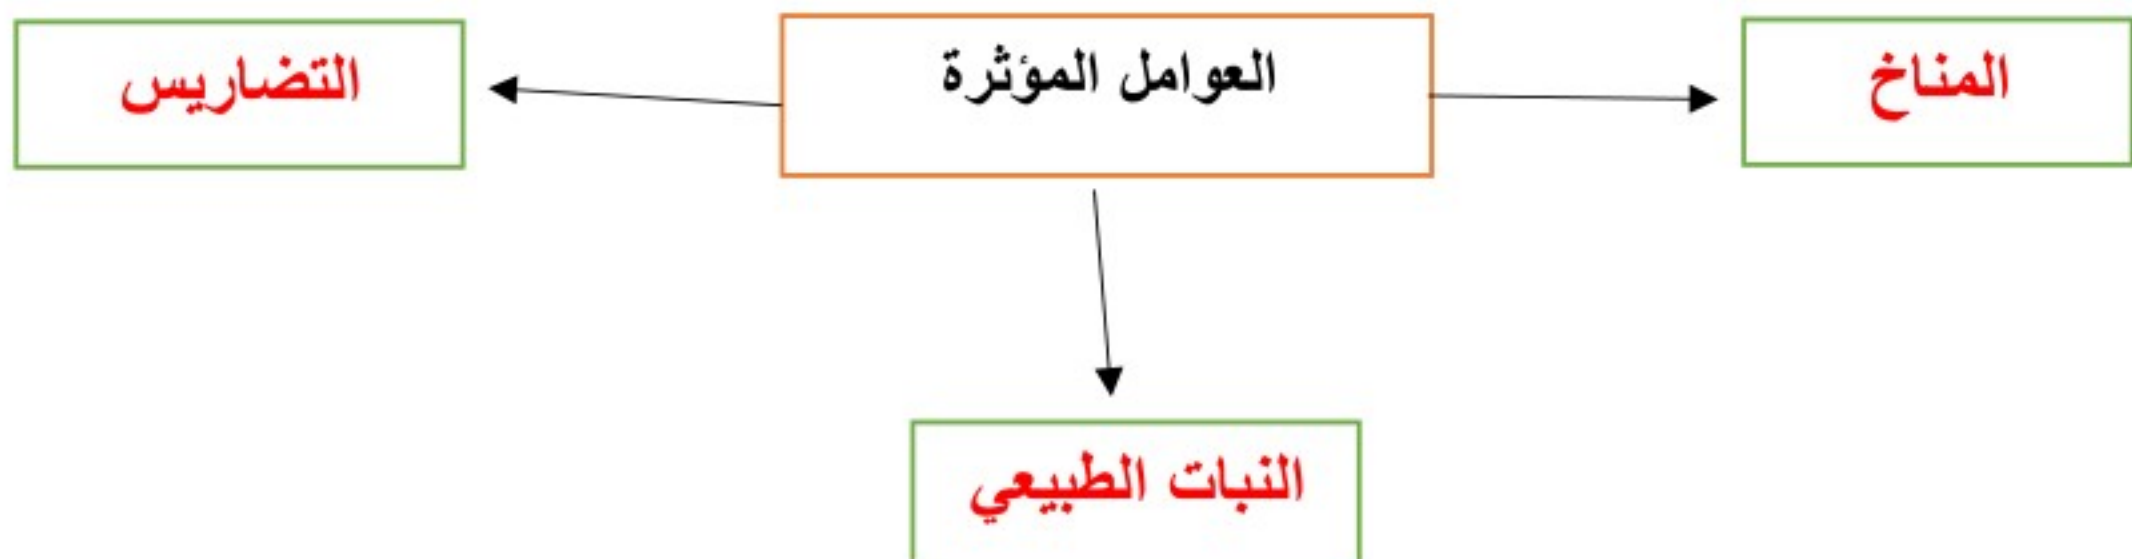 المناخ
العوامل المؤثرة
التضاريس
النبات الطبيعي